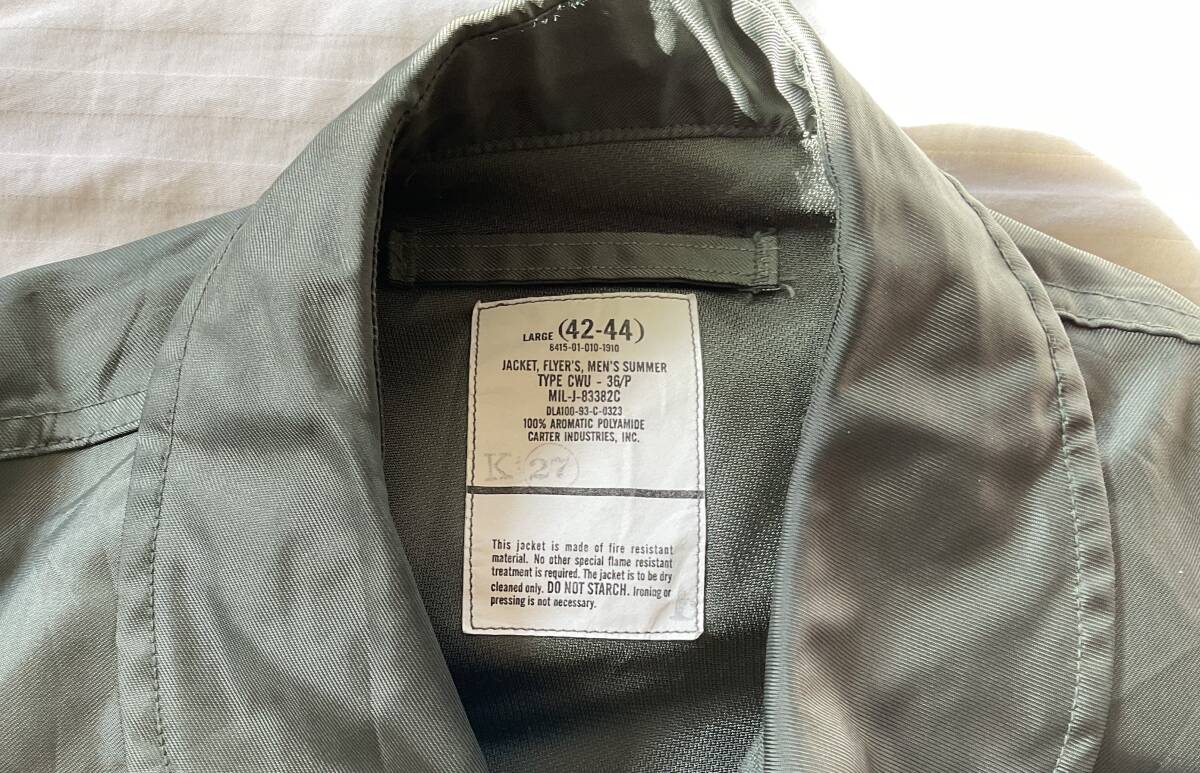 LARGE (42-44)
8415-01-010-1910
JACKET, FLYER'S, MEN'S SUMMER
TYPE CWU - 36/P
MIL-J-83382C
DLA100-93-C-0323
100% AROMATIC POLYAMIDE
CARTER INDUSTRIES, INC.
K: 27
This jacket is made of fire resistant
material. No other special flame resistant
treatment is required. The jacket is to be dry
cleaned only. DO NOT STARCH. Ironing or
pressing is not necessary.